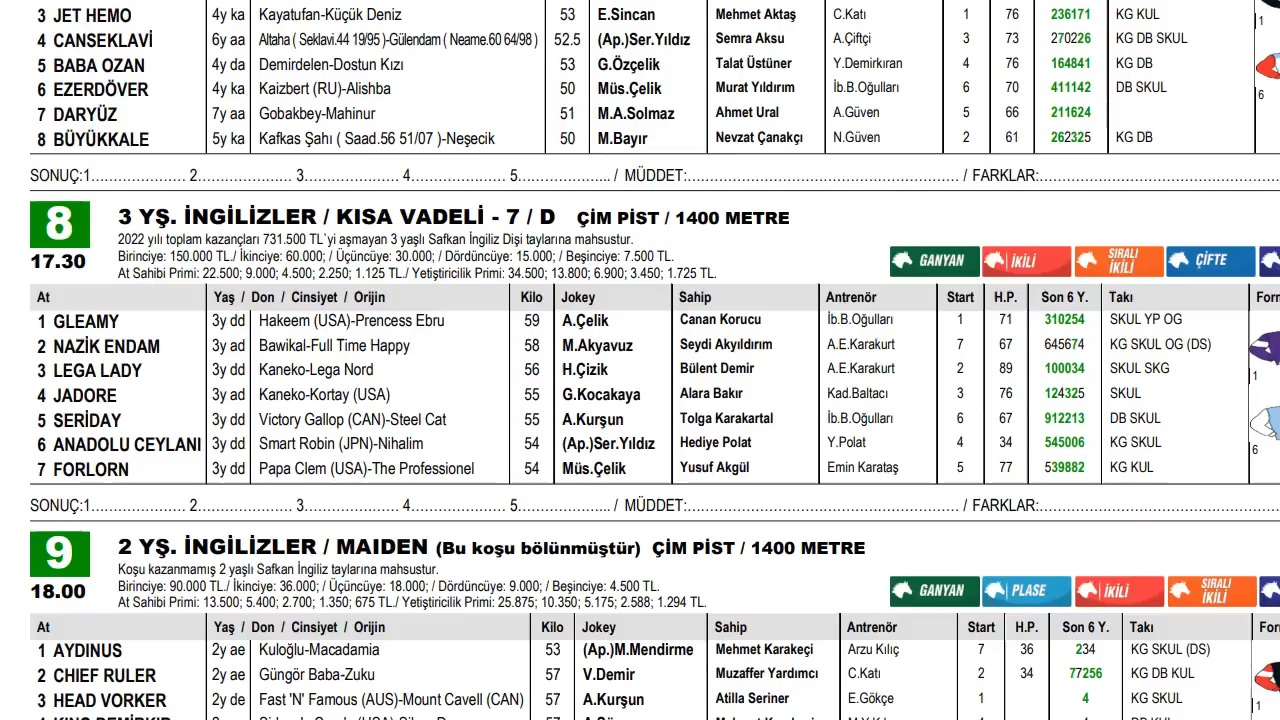 3 JET HEMO 4y ka Kayatufan-Küçük Deniz 53 E.Sincan Mehmet Aktaş C.Katı 1 76 236171 KG KUL
4 CANSEKLAVİ 6y aa Altaha ( Seklavi.44 19/95 )-Gülendam ( Neame.60 64/98 ) 52.5 (Ap.)Ser.Yıldız Semra Aksu A.Çiftçi 3 73 270226 KG DB SKUL
5 BABA OZAN 4y da Demirdelen-Dostun Kızı 53 G.Özçelik Talat Üstüner Y.Demirkıran 4 76 164841 KG DB
6 EZERDÖVER 4y ka Kaizbert (RU)-Alishba 50 Müs.Çelik Murat Yıldırım İb.B.Oğulları 6 70 411142 DB SKUL
7 DARYÜZ 7y aa Gobakbey-Mahinur 51 M.A.Solmaz Ahmet Ural A.Güven 5 66 211624
8 BÜYÜKKALE 5y ka Kafkas Şahı ( Saad.56 51/07 )-Neşecik 50 M.Bayır Nevzat Çanakçı N.Güven 2 61 262325 KG DB
1
6
SONUÇ:1.................... 2...................... 3...................... 4...................... 5..................... / MÜDDET:............................................................... / FARKLAR:.......................................................
8 3 YŞ. İNGİLİZLER / KISA VADELİ - 7 / D ÇİM PİST / 1400 METRE
2022 yılı toplam kazançları 731.500 TL`yi aşmayan 3 yaşlı Safkan İngiliz Dişi taylarına mahsustur.
17.30 Birinciye: 150.000 TL./ İkinciye: 60.000; / Üçüncüye: 30.000; / Dördüncüye: 15.000; / Beşinciye: 7.500 TL.
At Sahibi Primi: 22.500; 9.000; 4.500; 2.250; 1.125 TL./ Yetiştiricilik Primi: 34.500; 13.800; 6.900; 3.450; 1.725 TL.
GANYAN İKİLİ SIRALI İKİLİ ÇİFTE
At Yaş / Don / Cinsiyet / Orijin Kilo Jokey Sahip Antrenör Start H.P. Son 6 Y. Takı Form
1 GLEAMY 3y dd Hakeem (USA)-Prencess Ebru 59 A.Çelik Canan Korucu İb.B.Oğulları 1 71 310254 SKUL YP OG
2 NAZİK ENDAM 3y ad Bawikal-Full Time Happy 58 M.Akyavuz Seydi Akyıldırım A.E.Karakurt 7 67 645674 KG SKUL OG (DS)
3 LEGA LADY 3y dd Kaneko-Lega Nord 56 H.Çizik Bülent Demir A.E.Karakurt 2 89 100034 SKUL SKG
4 JADORE 3y ad Kaneko-Kortay (USA) 55 G.Kocakaya Alara Bakır Kad.Baltacı 3 76 124325 SKUL
5 SERİDAY 3y dd Victory Gallop (CAN)-Steel Cat 55 A.Kurşun Tolga Karakartal İb.B.Oğulları 6 67 912213 DB SKUL
6 ANADOLU CEYLANI 3y dd Smart Robin (JPN)-Nihalim 54 (Ap.)Ser.Yıldız Hediye Polat Y.Polat 4 34 545006 KG SKUL
7 FORLORN 3y dd Papa Clem (USA)-The Professionel 54 Müs.Çelik Yusuf Akgül Emin Karataş 5 77 539882 KG KUL
1
6
SONUÇ:1.................... 2...................... 3...................... 4...................... 5..................... / MÜDDET:............................................................... / FARKLAR:.......................................................
9 2 YŞ. İNGİLİZLER / MAIDEN (Bu koşu bölünmüştür) ÇİM PİST / 1400 METRE
Koşu kazanmamış 2 yaşlı Safkan İngiliz taylarına mahsustur.
18.00 Birinciye: 90.000 TL./ İkinciye: 36.000; / Üçüncüye: 18.000; / Dördüncüye: 9.000; / Beşinciye: 4.500 TL.
At Sahibi Primi: 13.500; 5.400; 2.700; 1.350; 675 TL./ Yetiştiricilik Primi: 25.875; 10.350; 5.175; 2.588; 1.294 TL.
GANYAN PLASE İKİLİ SIRALI İKİLİ
At Yaş / Don / Cinsiyet / Orijin Kilo Jokey Sahip Antrenör Start H.P. Son 6 Y. Takı Form
1 AYDINUS 2y ae Kuloğlu-Macadamia 53 (Ap.)M.Mendirme Mehmet Karakeçi Arzu Kılıç 7 36 234 KG SKUL (DS)
2 CHIEF RULER 2y ae Güngör Baba-Zuku 57 V.Demir Muzaffer Yardımcı C.Katı 2 34 77256 KG DB KUL
3 HEAD VORKER 2y de Fast 'N' Famous (AUS)-Mount Cavell (CAN) 57 A.Kurşun Atilla Seriner E.Gökçe 1 4 KG SKUL
1